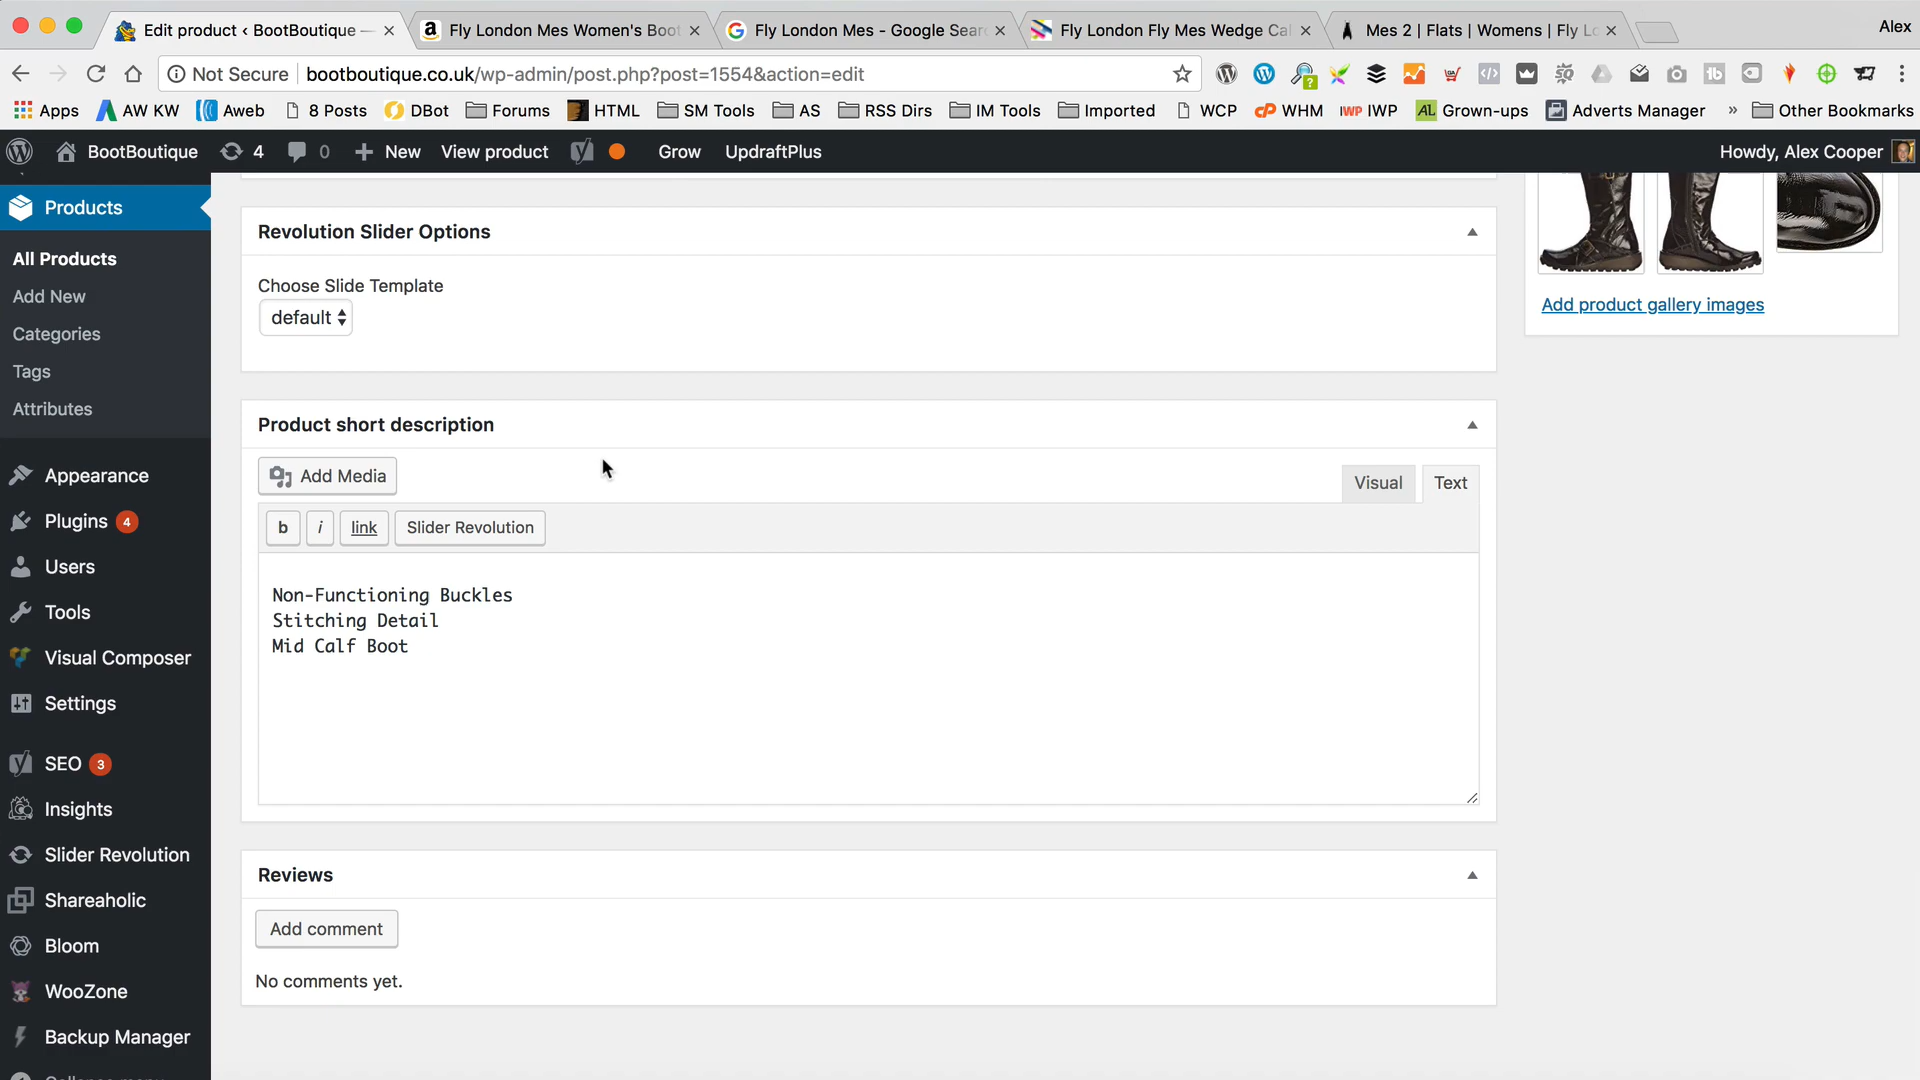 Edit product ‹ BootBoutique —
Fly London Mes Women's Boot
Fly London Mes - Google Sear
Fly London Fly Mes Wedge Cal
Mes 2 | Flats | Womens | Fly Lo
Alex
Not Secure
bootboutique.co.uk/wp-admin/post.php?post=1554&action=edit
Apps
AW KW
Aweb
8 Posts
DBot
Forums
HTML
SM Tools
AS
RSS Dirs
IM Tools
Imported
WCP
WHM
IWP IWP
AL Grown-ups
Adverts Manager
»
Other Bookmarks
BootBoutique
4
0
New
View product
Grow
UpdraftPlus
Howdy, Alex Cooper
Products
All Products
Add New
Categories
Tags
Attributes
Appearance
Plugins 4
Users
Tools
Visual Composer
Settings
SEO 3
Insights
Slider Revolution
Shareaholic
Bloom
WooZone
Backup Manager
Revolution Slider Options
Choose Slide Template
default
Product short description
Add Media
Visual
Text
b
i
link
Slider Revolution
Non-Functioning Buckles
Stitching Detail
Mid Calf Boot
Reviews
Add comment
No comments yet.
Add product gallery images